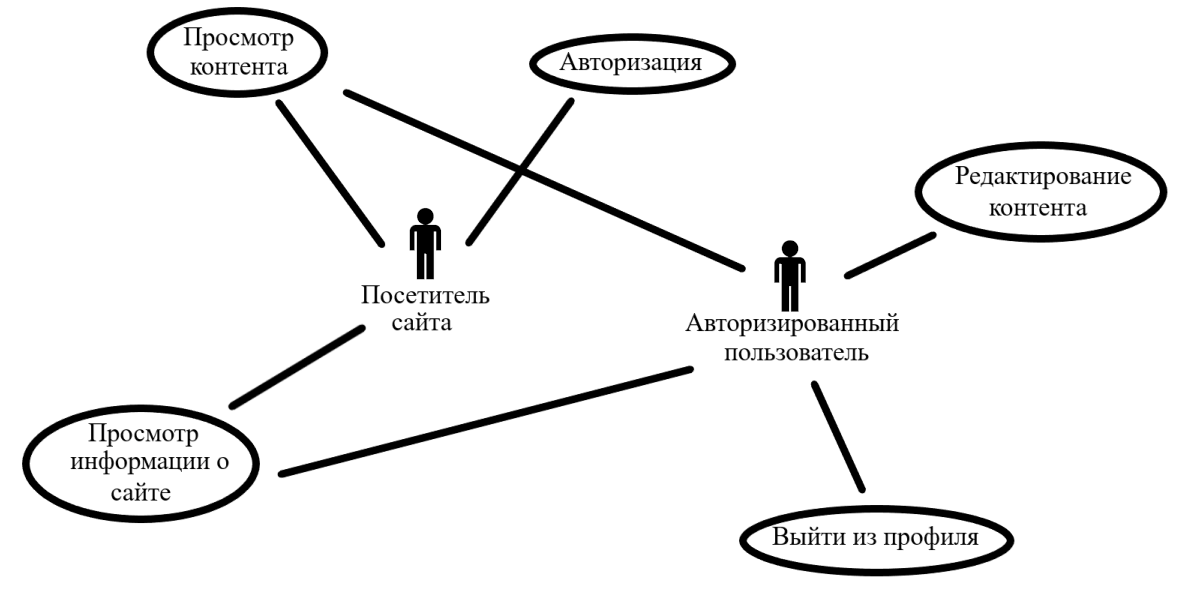 Просмотр
контента
Авторизация
Редактирование
контента
Посетитель
сайта
Авторизированный
пользователь
Просмотр
информации о
сайте
Выйти из профиля